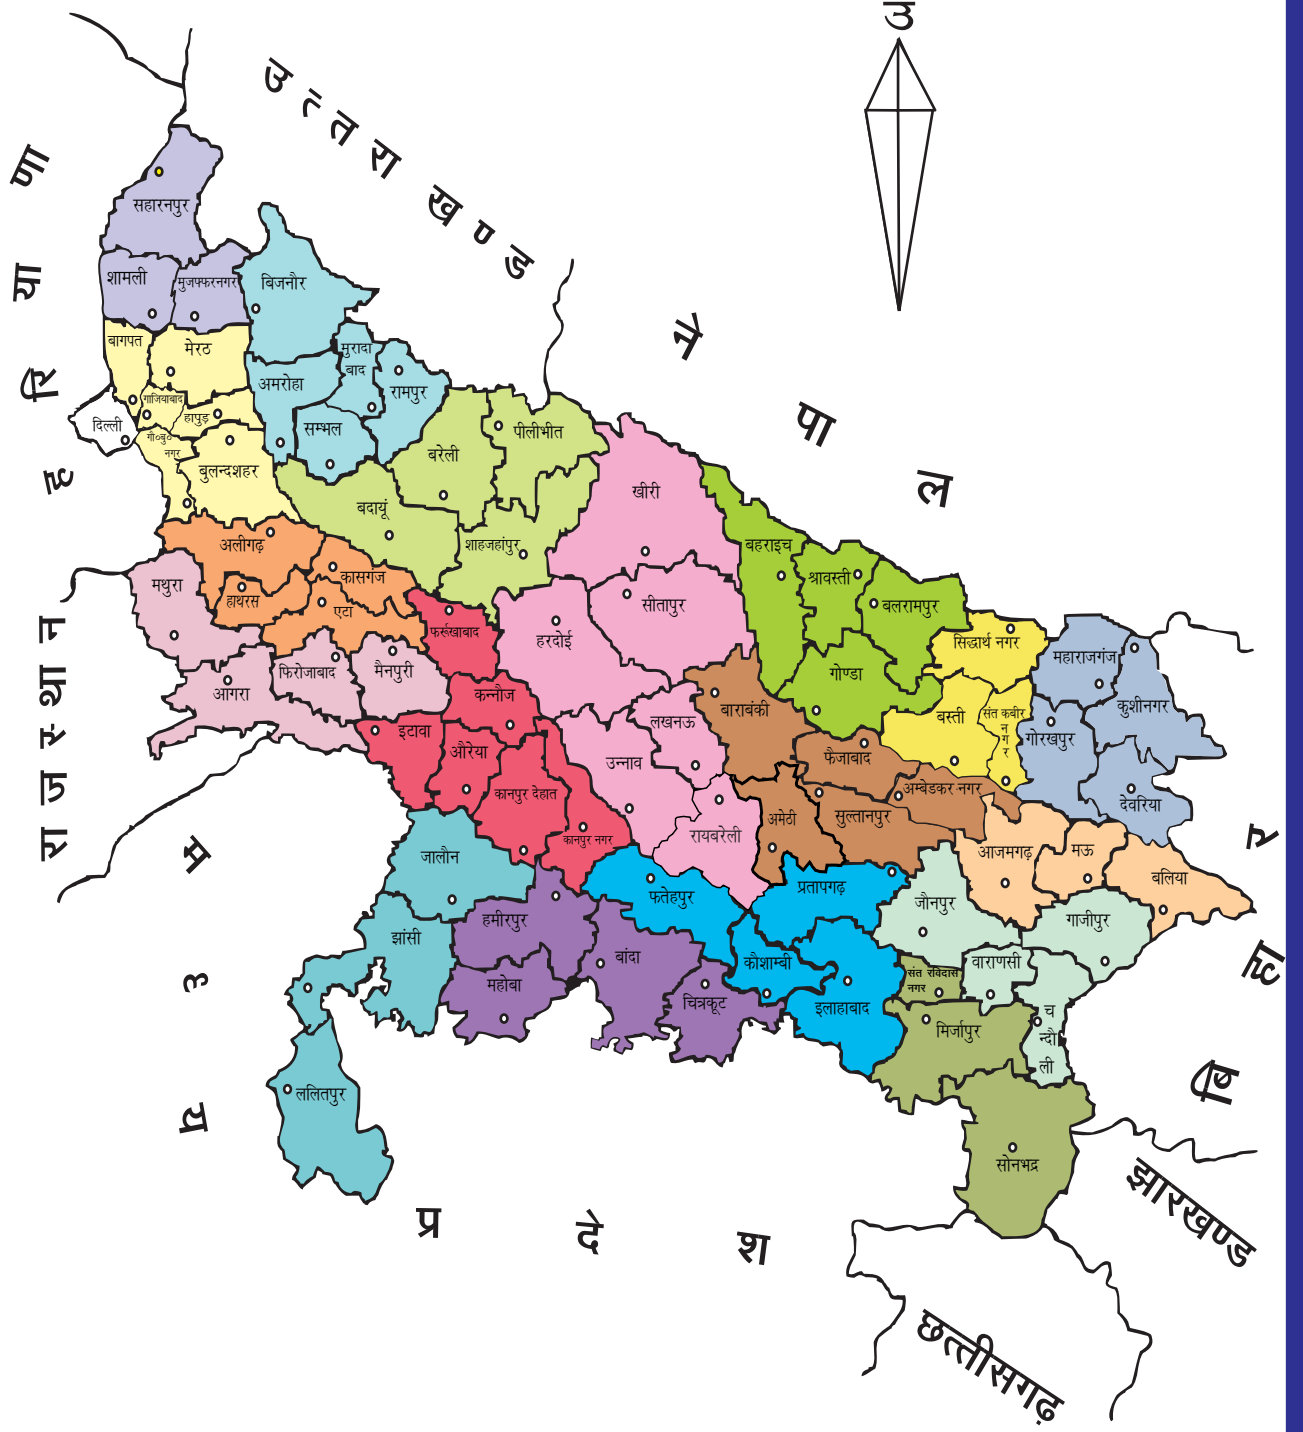 उ
उत्तराखण्ड
हरियाणा
नेपाल
राजस्थान
मध्य प्रदेश
बिहार
झारखण्ड
छत्तीसगढ़
सहारनपुर
शामली
मुजफ्फरनगर
बिजनौर
बागपत
मेरठ
मुरादा
बाद
रामपुर
अमरोहा
गाजियाबाद
हापुड़
दिल्ली
सम्भल
गौ०बु०
नगर
बुलन्दशहर
बरेली
पीलीभीत
बदायूं
शाहजहांपुर
खीरी
अलीगढ़
कासगंज
हाथरस
एटा
मथुरा
आगरा
फिरोजाबाद
मैनपुरी
फर्रूखाबाद
हरदोई
सीतापुर
बहराइच
श्रावस्ती
बलरामपुर
गोण्डा
सिद्धार्थ नगर
बस्ती
संत कबीर
न
ग
र
महाराजगंज
कुशीनगर
गोरखपुर
देवरिया
कन्नौज
इटावा
औरेया
कानपुर देहात
कानपुर नगर
लखनऊ
उन्नाव
रायबरेली
बाराबंकी
फैजाबाद
अम्बेडकर नगर
अमेठी
सुल्तानपुर
आजमगढ़
मऊ
बलिया
जालौन
झांसी
ललितपुर
हमीरपुर
महोबा
बांदा
चित्रकूट
फतेहपुर
प्रतापगढ़
कौशाम्बी
इलाहाबाद
जौनपुर
गाजीपुर
वाराणसी
संत रविदास
नगर
मिर्जापुर
च
न्दौ
ली
सोनभद्र